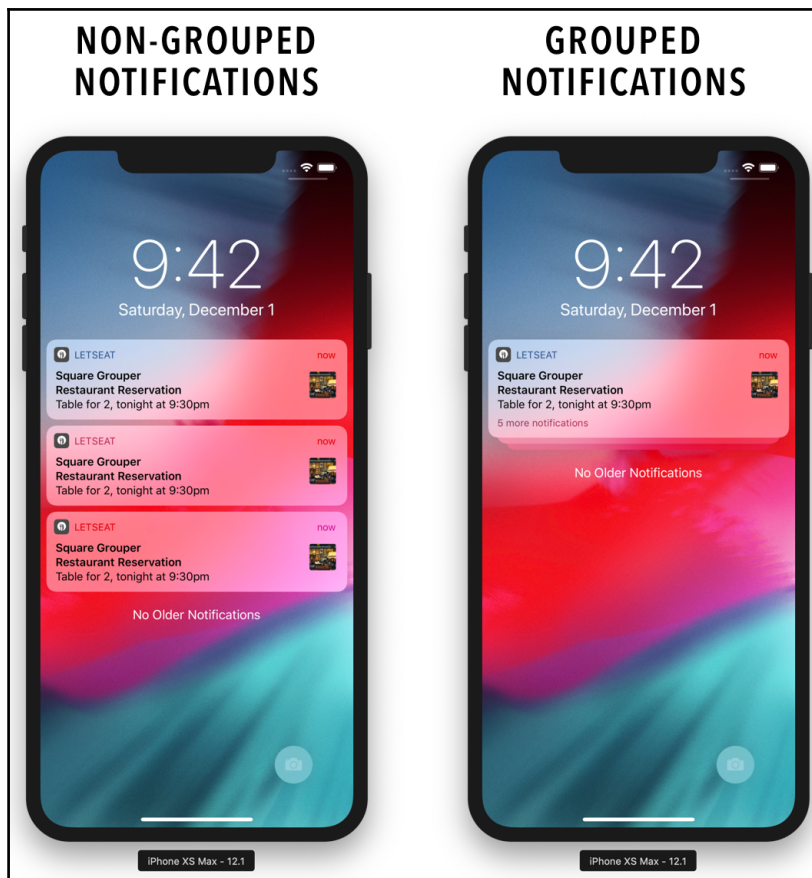 NON-GROUPED
NOTIFICATIONS
9:42
Saturday, December 1
LETSEAT now
Square Grouper
Restaurant Reservation
Table for 2, tonight at 9:30pm
LETSEAT now
Square Grouper
Restaurant Reservation
Table for 2, tonight at 9:30pm
LETSEAT now
Square Grouper
Restaurant Reservation
Table for 2, tonight at 9:30pm
No Older Notifications
iPhone XS Max - 12.1
GROUPED
NOTIFICATIONS
9:42
Saturday, December 1
LETSEAT now
Square Grouper
Restaurant Reservation
Table for 2, tonight at 9:30pm
5 more notifications
No Older Notifications
iPhone XS Max - 12.1